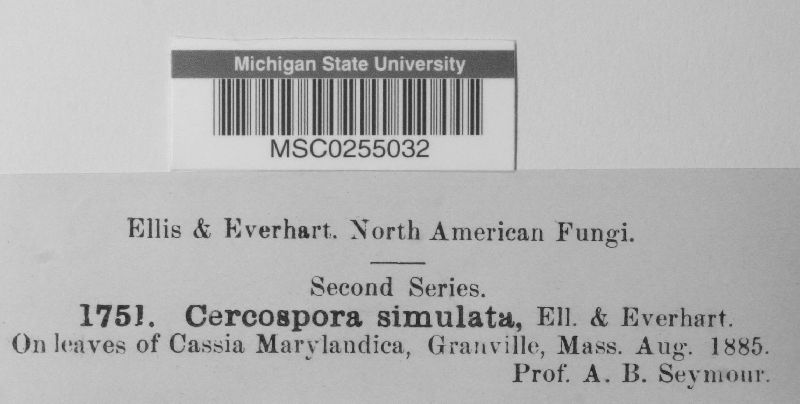 Michigan State University
MSC0255032
Ellis & Everhart. North American Fungi.
Second Series.
1751. Cercospora simulata, Ell. & Everhart.
On leaves of Cassia Marylandica, Granville, Mass. Aug. 1885.
Prof. A. B. Seymour.